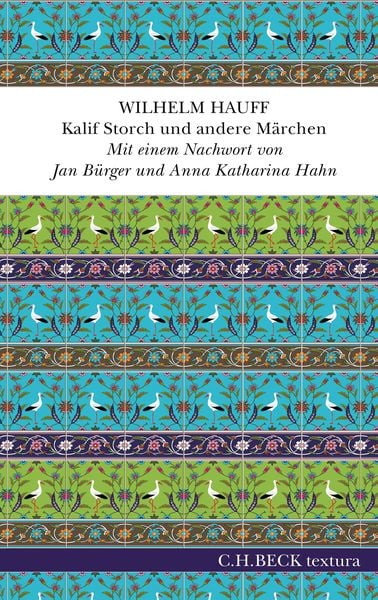 WILHELM HAUFF
Kalif Storch und andere Märchen
Mit einem Nachwort von
Jan Bürger und Anna Katharina Hahn
C.H.BECK textura